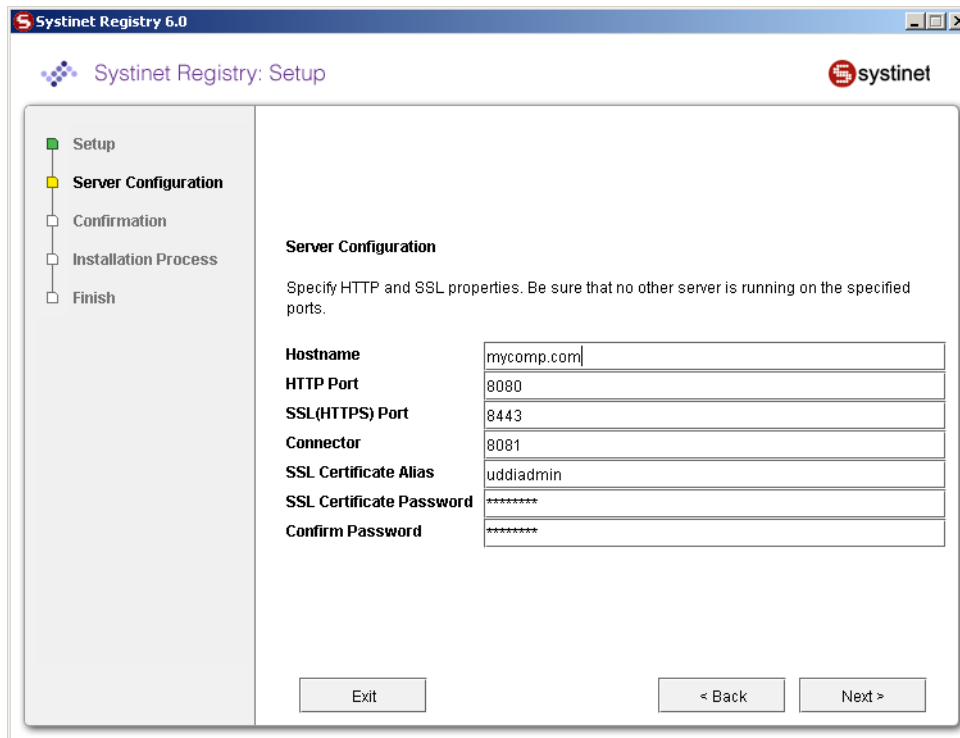 Systinet Registry 6.0
Systinet Registry: Setup
systinet
Setup
Server Configuration
Confirmation
Installation Process
Finish
Server Configuration
Specify HTTP and SSL properties. Be sure that no other server is running on the specified
ports.
Hostname mycomp.com
HTTP Port 8080
SSL(HTTPS) Port 8443
Connector 8081
SSL Certificate Alias uddiadmin
SSL Certificate Password ********
Confirm Password ********
Exit < Back Next >